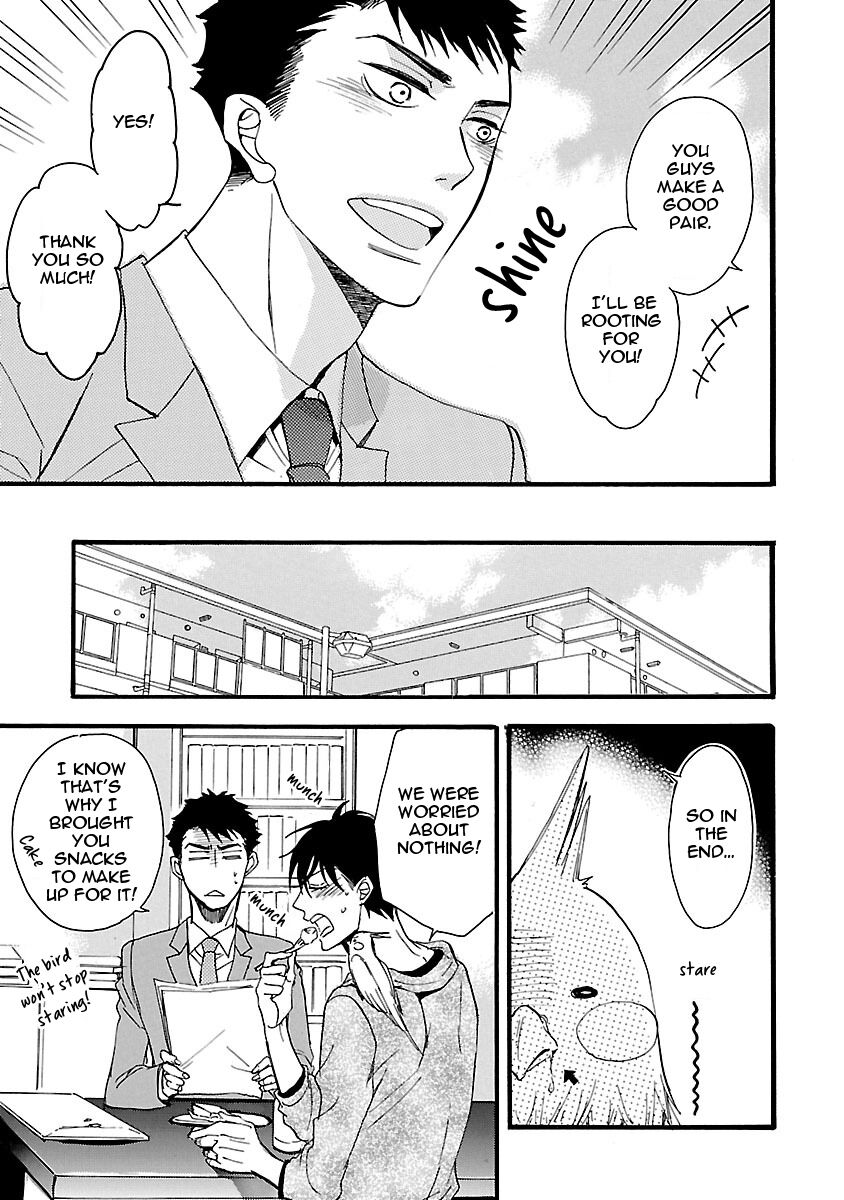 YOU
GUYS
MAKE A
GOOD
PAIR.
I'LL BE
ROOTING
FOR
YOU!
shine
YES!
THANK
YOU SO
MUCH!
SO IN
THE
END...
stare
WE WERE
WORRIED
ABOUT
NOTHING!
munch
munch
I KNOW
THAT'S
WHY I
BROUGHT
YOU
SNACKS
TO MAKE
UP FOR IT!
Cake
The bird
won't stop
staring!